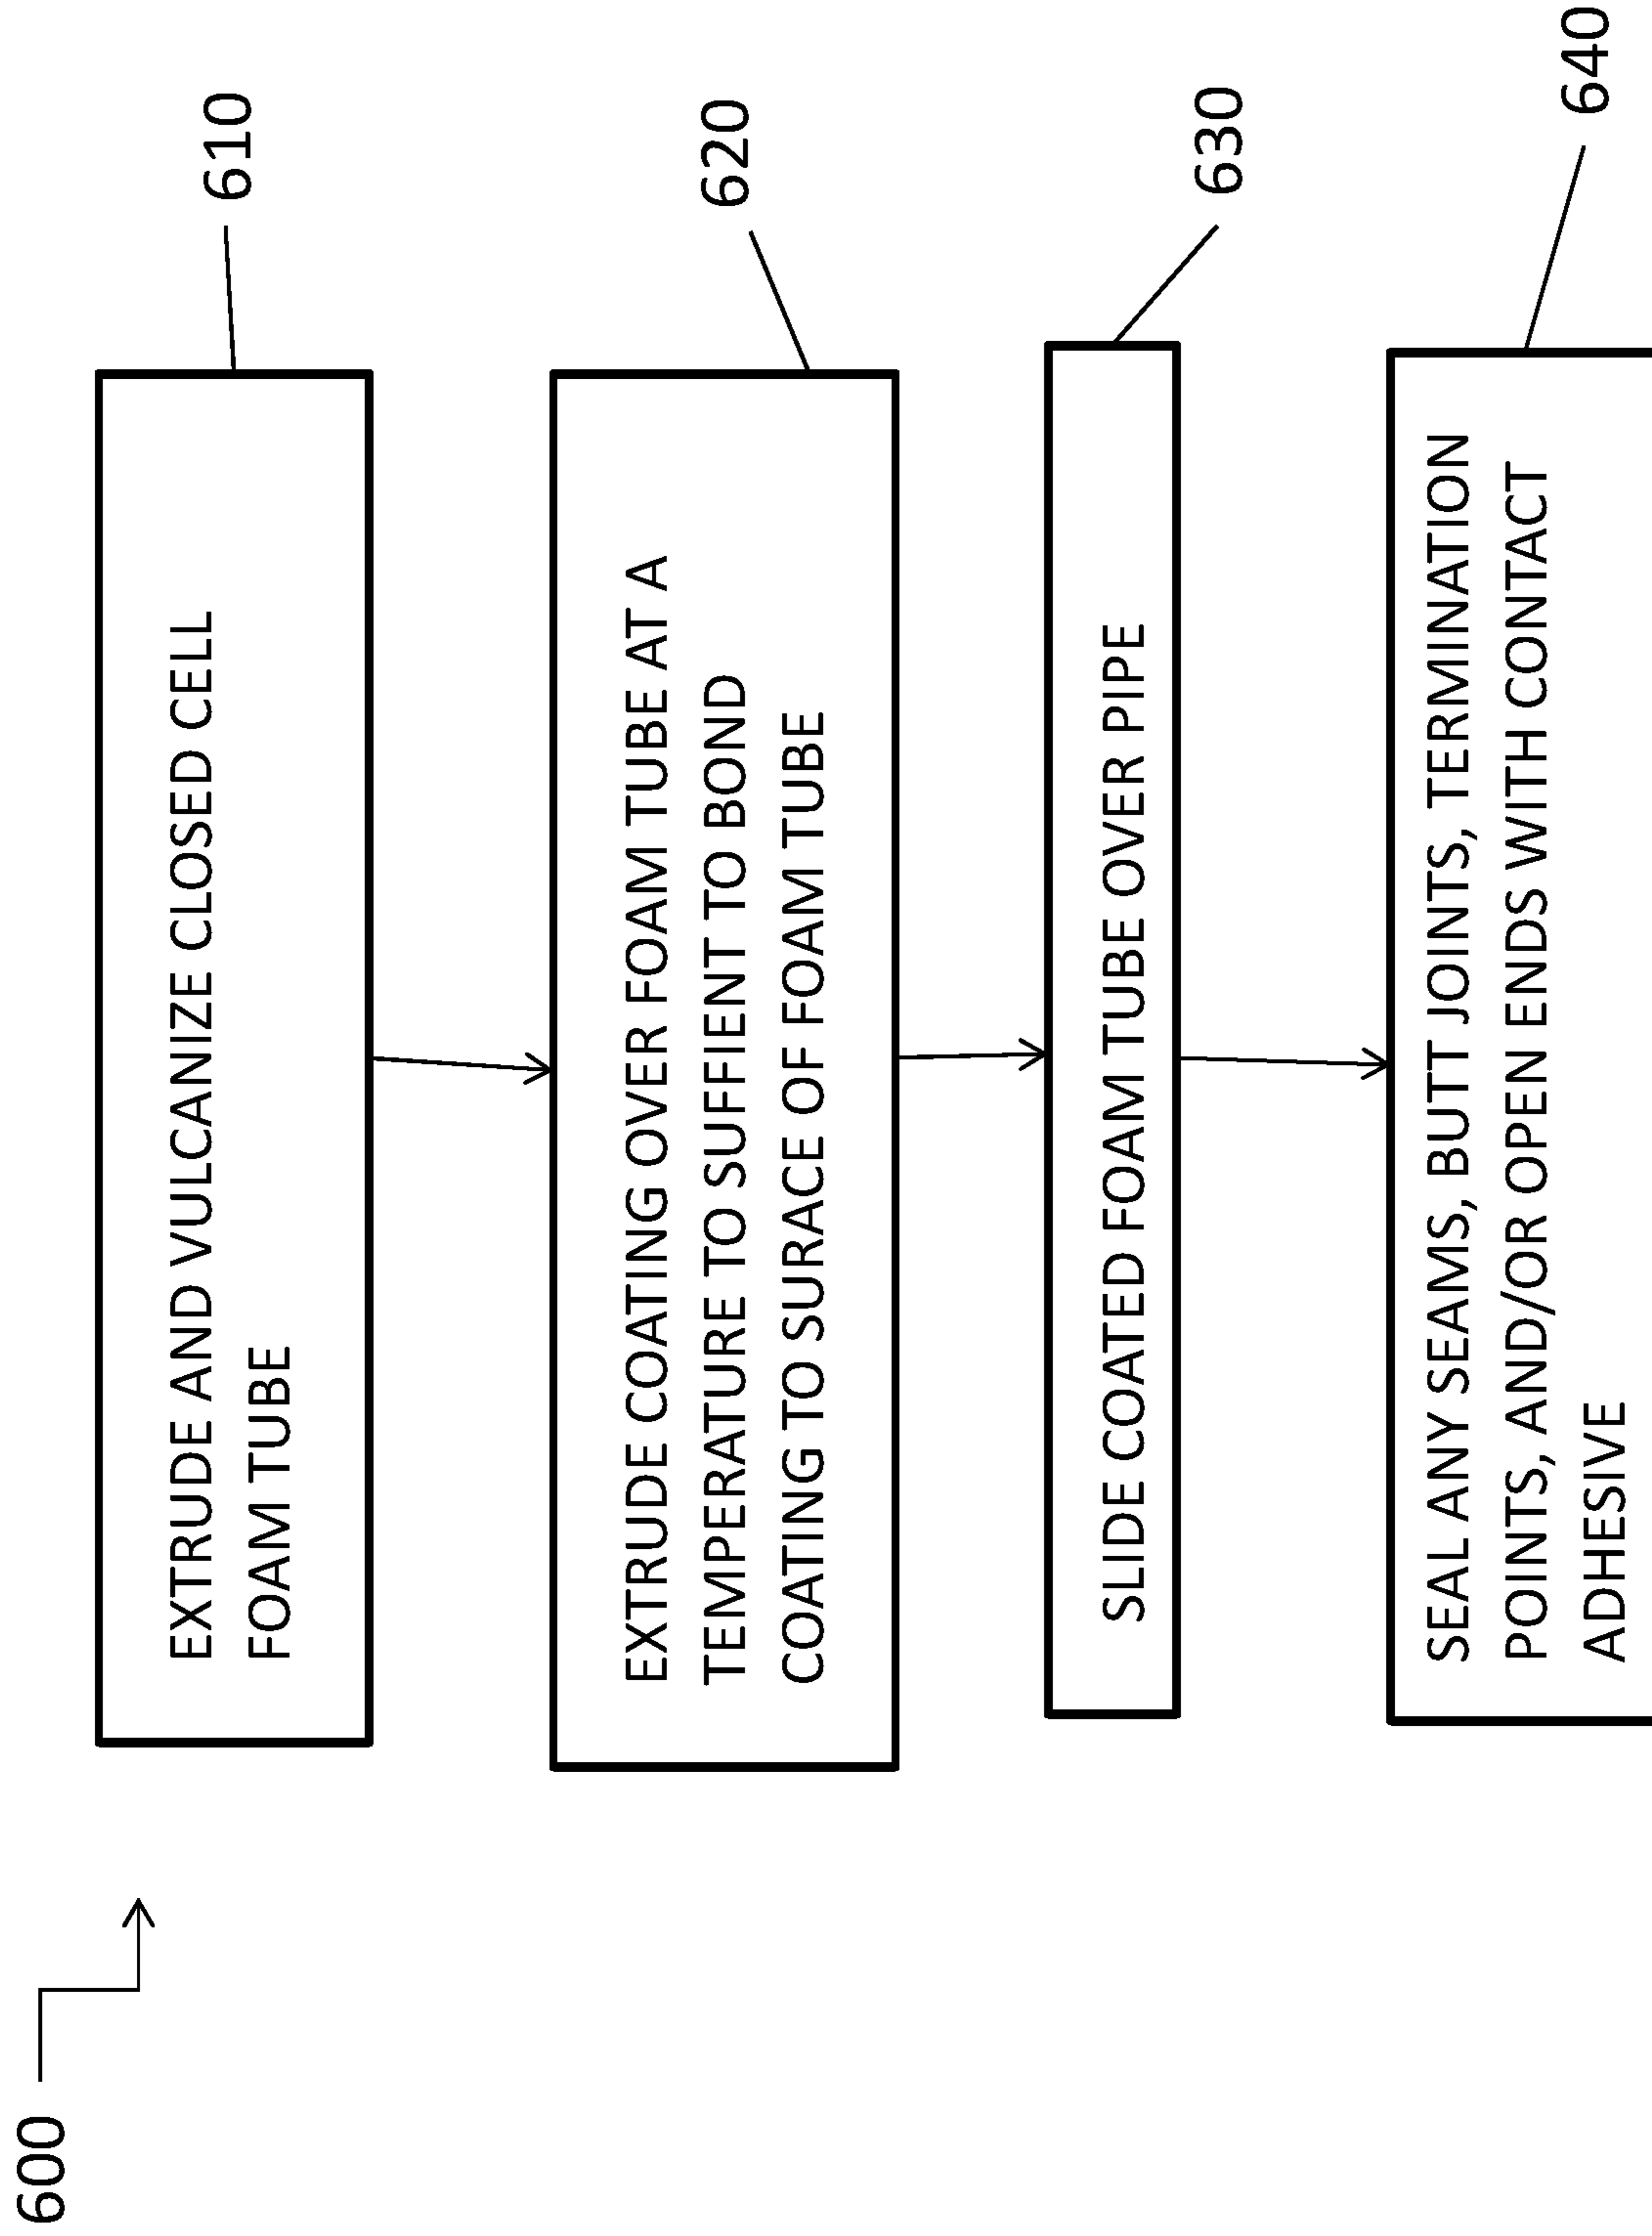 600
EXTRUDE AND VULCANIZE CLOSED CELL
FOAM TUBE
610
EXTRUDE COATING OVER FOAM TUBE AT A
TEMPERATURE TO SUFFIENT TO BOND
COATING TO SURACE OF FOAM TUBE
620
SLIDE COATED FOAM TUBE OVER PIPE
630
SEAL ANY SEAMS, BUTT JOINTS, TERMINATION
POINTS, AND/OR OPEN ENDS WITH CONTACT
ADHESIVE
640